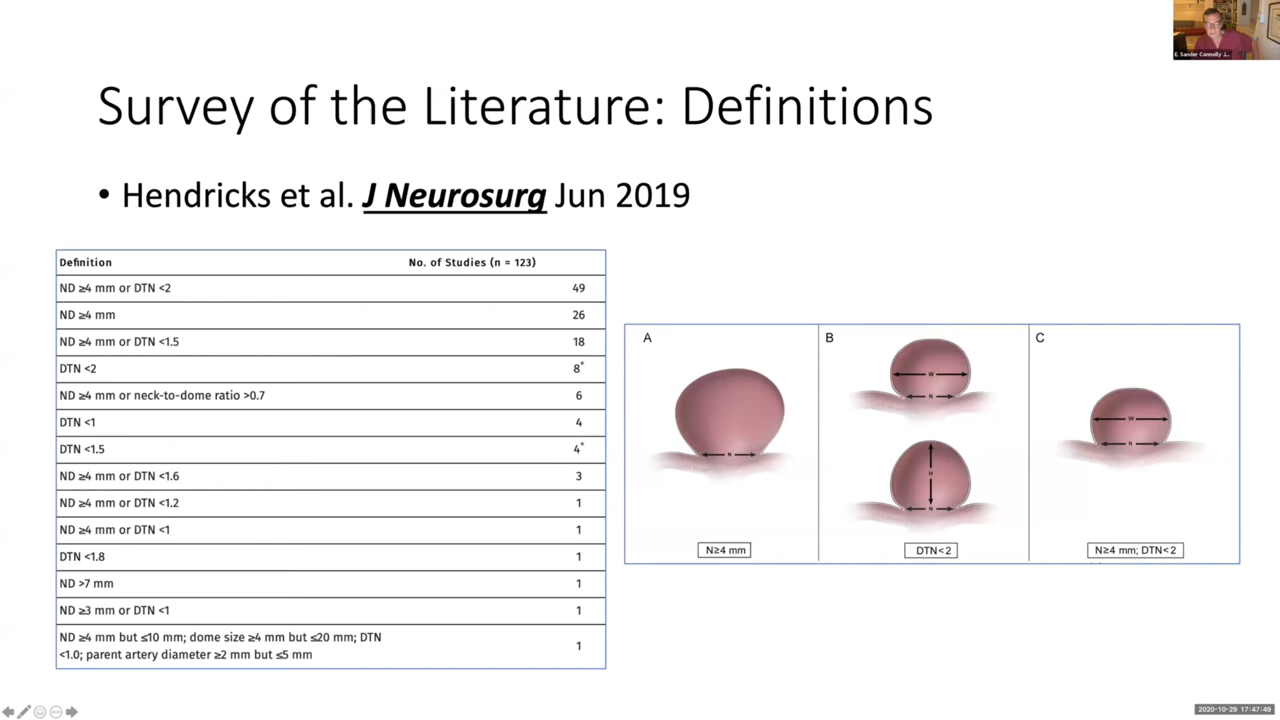 E. Sander Connolly J...
Survey of the Literature: Definitions
• Hendricks et al. J Neurosurg Jun 2019
Definition No. of Studies (n = 123)
ND ≥4 mm or DTN <2 49
ND ≥4 mm 26
ND ≥4 mm or DTN <1.5 18
DTN <2 8*
ND ≥4 mm or neck-to-dome ratio >0.7 6
DTN <1 4
DTN <1.5 4*
ND ≥4 mm or DTN <1.6 3
ND ≥4 mm or DTN <1.2 1
ND ≥4 mm or DTN <1 1
DTN <1.8 1
ND >7 mm 1
ND ≥3 mm or DTN <1 1
ND ≥4 mm but ≤10 mm; dome size ≥4 mm but ≤20 mm; DTN
<1.0; parent artery diameter ≥2 mm but ≤5 mm 1
A
N
N≥4 mm
B
W
N
H
N
DTN<2
C
W
N
N≥4 mm; DTN<2
2020-10-29 17:47:49